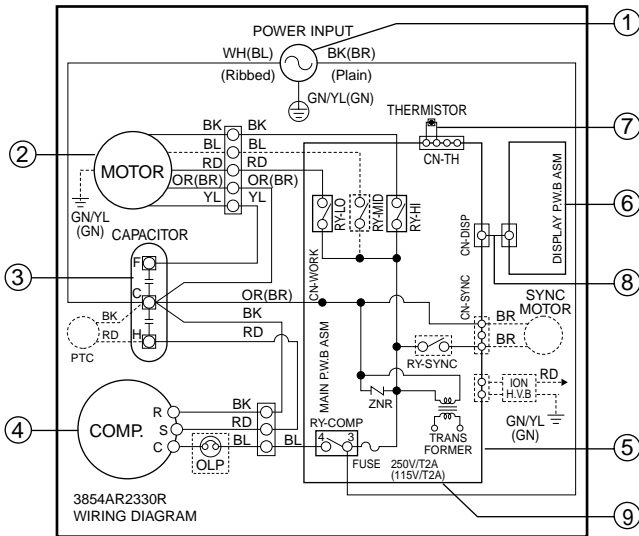 POWER INPUT
1
WH(BL)
BK(BR)
(Ribbed)
(Plain)
GN/YL(GN)
THERMISTOR
7
CN-TH
2
MOTOR
BK
BK
BL
BL
RD
RD
OR(BR)
OR(BR)
YL
YL
GN/YL
(GN)
RY-LO
RY-MID
RY-HI
CN-DISP
DISPLAY P.W.B ASM
6
8
CAPACITOR
3
F
C
H
BK
RD
PTC
OR(BR)
BK
RD
CN-WORK
CN-SYNC
SYNC
MOTOR
BR
BR
RY-SYNC
MAIN P.W.B ASM
ZNR
ION
H.V.B
RD
GN/YL
(GN)
TRANS
FORMER
4
COMP.
R
S
C
BK
RD
BL
BL
OLP
RY-COMP
4
3
FUSE
250V/T2A
(115V/T2A)
5
9
3854AR2330R
WIRING DIAGRAM